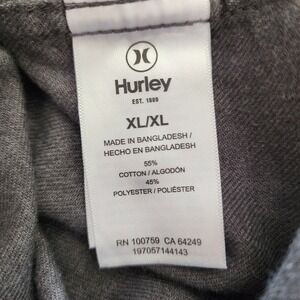 Hurley
EST. 1999
XL/XL
MADE IN BANGLADESH /
HECHO EN BANGLADESH
55%
COTTON / ALGODÓN
45%
POLYESTER / POLIÉSTER
RN 100759 CA 64249
197057144143